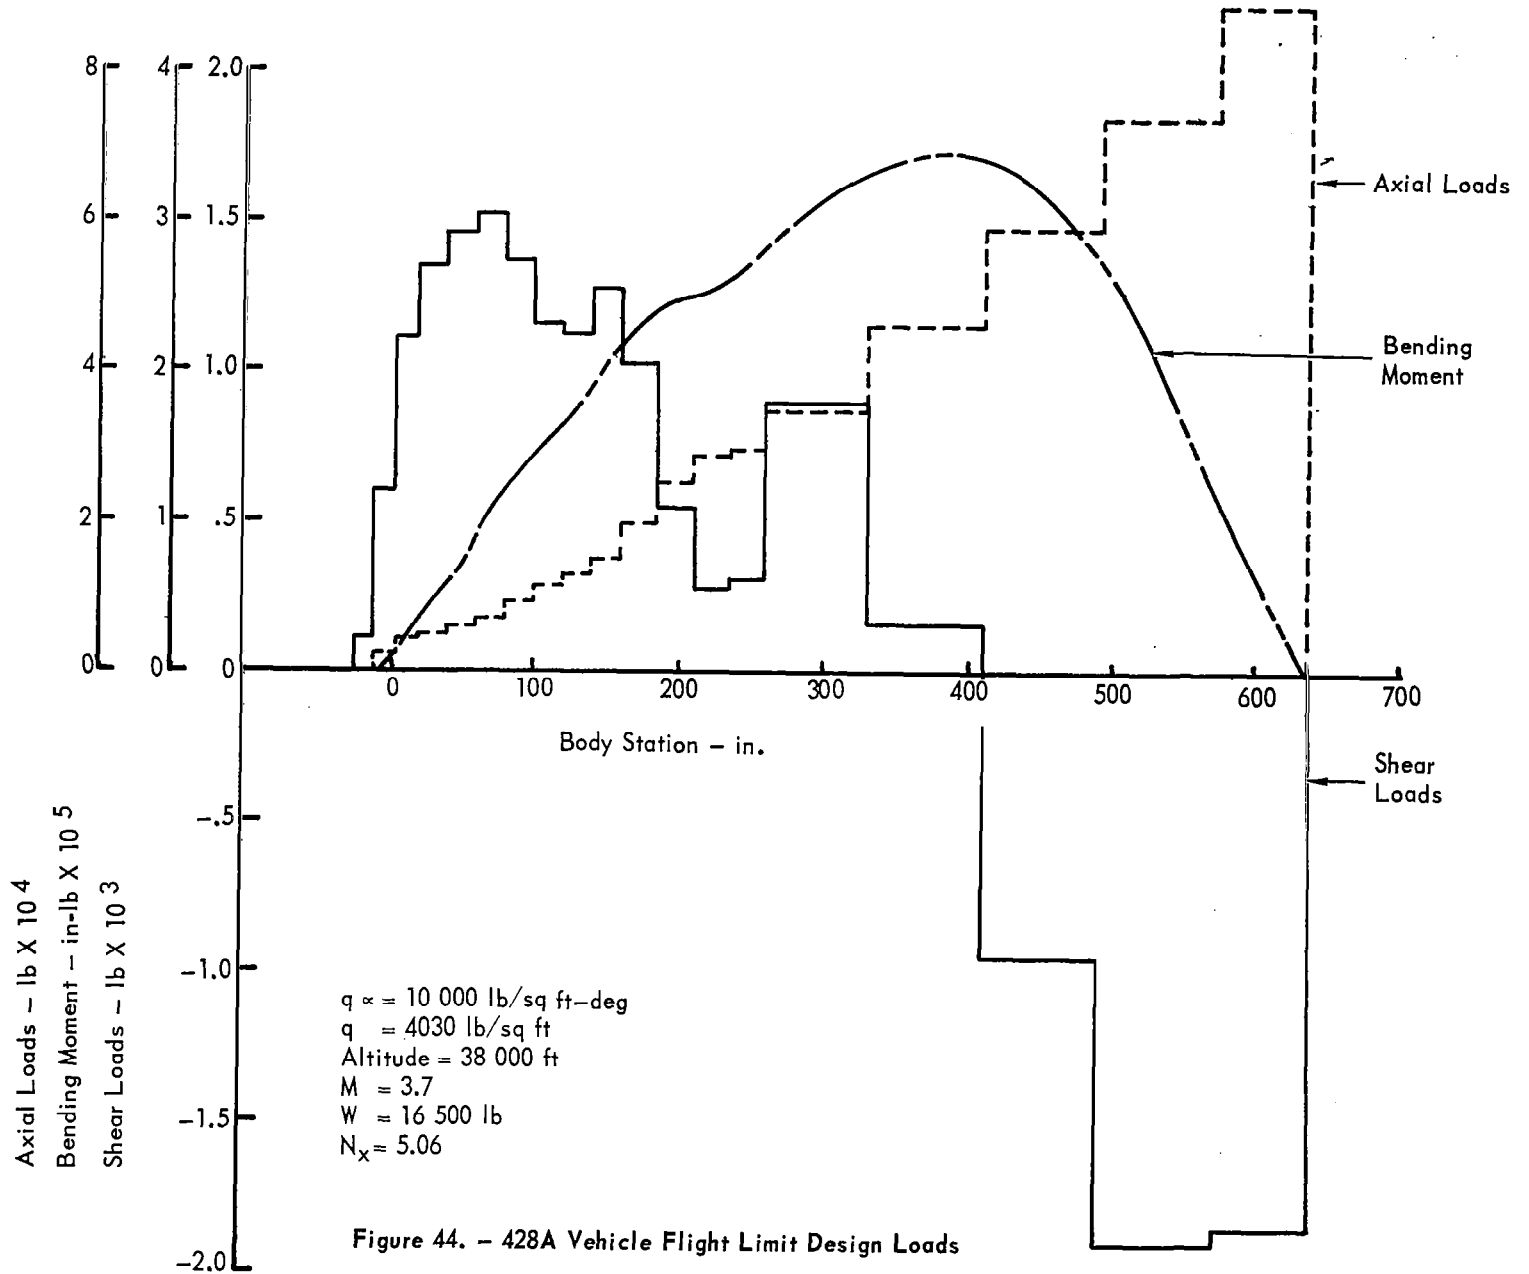 8 4 2.0
6 3 1.5
4 2 1.0
2 1 .5
0 0 0
-.5
-1.0
-1.5
-2.0
0 100 200 300 400 500 600 700
Body Station - in.
Axial Loads
Bending
Moment
Shear
Loads
Axial Loads - lb X 10 4
Bending Moment - in-lb X 10 5
Shear Loads - lb X 10 3
q ∝ = 10 000 lb/sq ft-deg
q = 4030 lb/sq ft
Altitude = 38 000 ft
M = 3.7
W = 16 500 lb
Nx = 5.06
Figure 44. - 428A Vehicle Flight Limit Design Loads